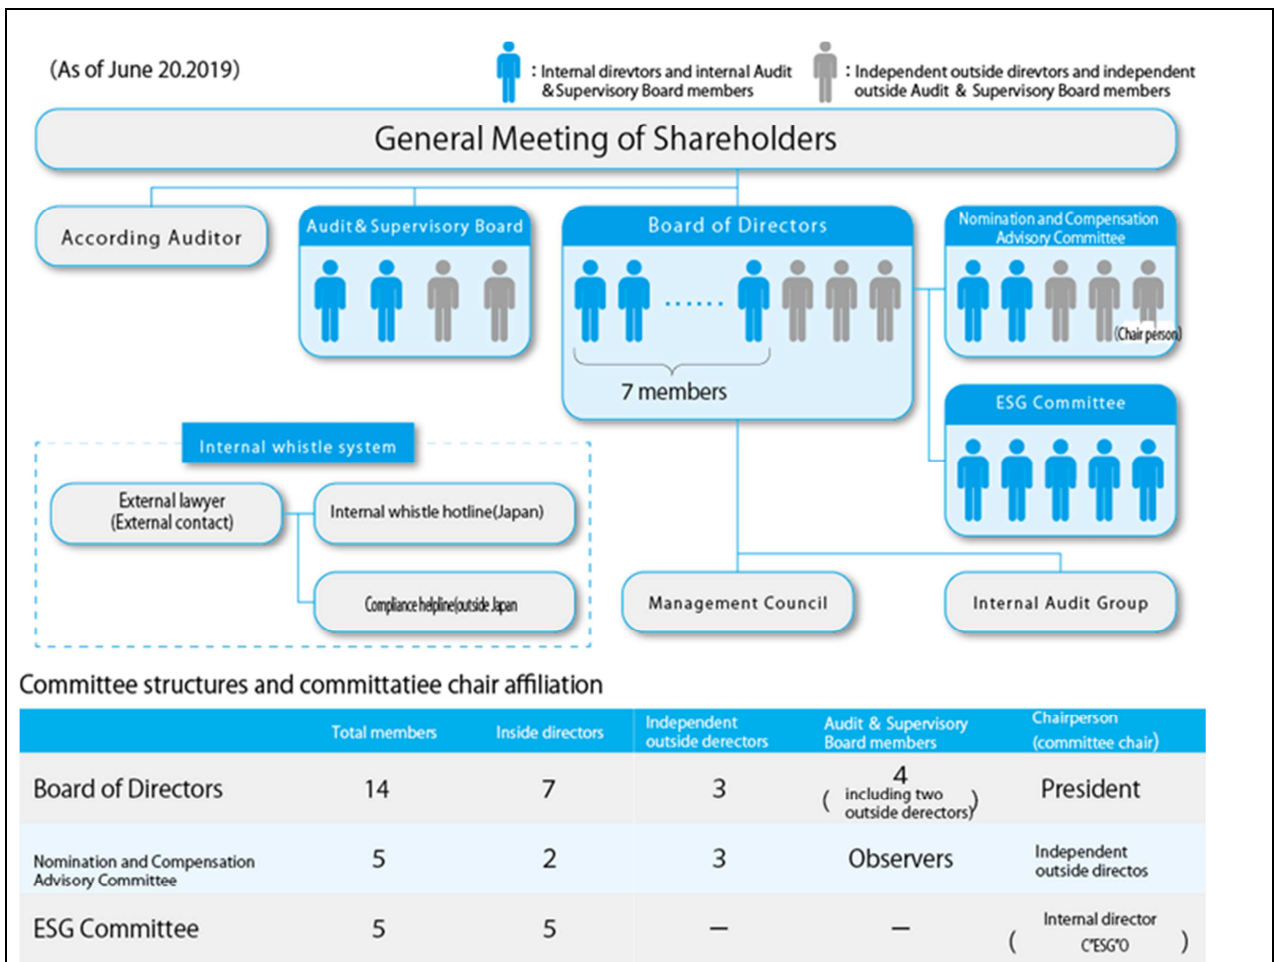 (As of June 20.2019)
: Internal direvtors and internal Audit
& Supervisory Board members
: Independent outside direvtors and independent
outside Audit & Supervisory Board members
General Meeting of Shareholders
According Auditor
Audit & Supervisory Board
Board of Directors
Nomination and Compensation
Advisory Committee
......
(Chair person)
7 members
ESG Committee
Internal whistle system
External lawyer
(External contact)
Internal whistle hotline(Japan)
Compliance helpline(outside Japan
Management Council
Internal Audit Group
Committee structures and committatiee chair affiliation
Total members
Inside directors
Independent
outside derectors
Audit & Supervisory
Board members
Chairperson
(committee chair)
Board of Directors
14
7
3
4
( including two
outside derectors)
)
President
Nomination and Compensation
Advisory Committee
5
2
3
Observers
Independent
outside directos
ESG Committee
5
5
—
—
Internal director
( C"ESG"O )